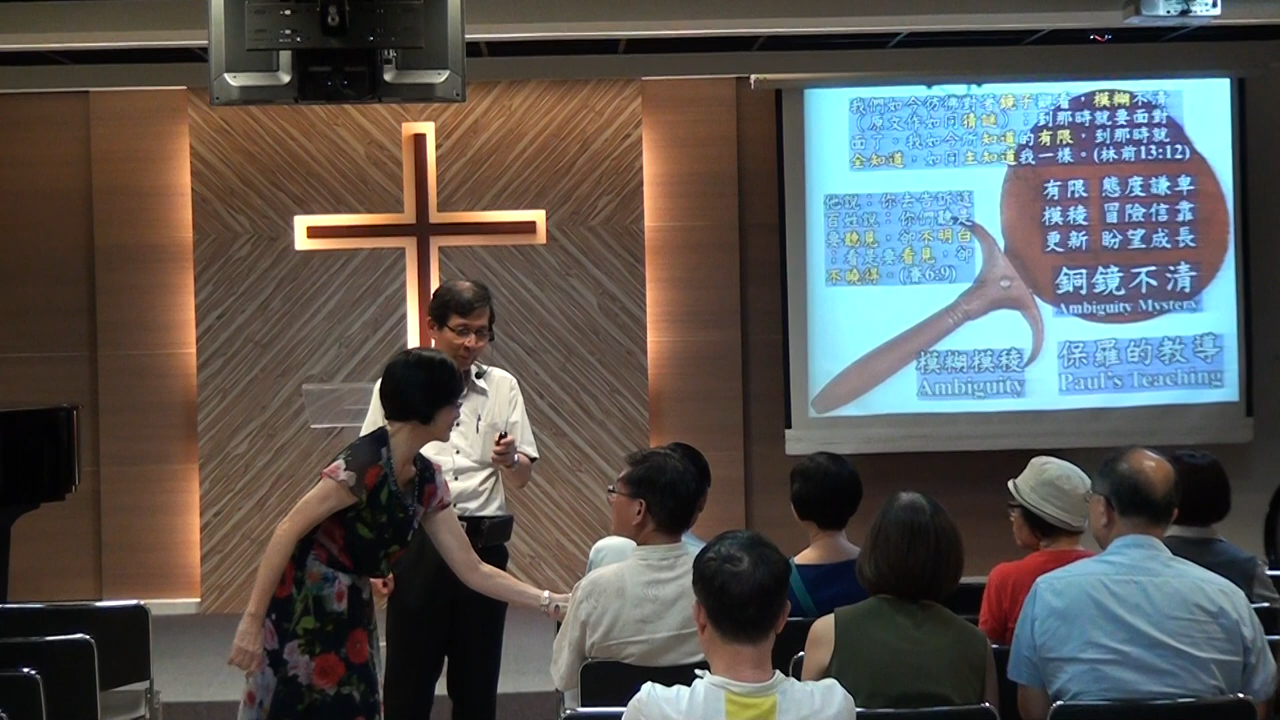 我們如今彷彿對著鏡子觀看，模糊不清
（原文作如同猜謎）；到那時就要面對
面了。我如今所知道的有限，到那時就
全知道，如同主知道我一樣。(林前13:12)
他說：你去告訴這
百姓說：你們聽是
要聽見，卻不明白
；看是要看見，卻
不曉得。(賽6:9)
有限 態度謙卑
模稜 冒險信靠
更新 盼望成長
銅鏡不清
Ambiguity Mystery
模糊模稜
Ambiguity
保羅的教導
Paul's Teaching